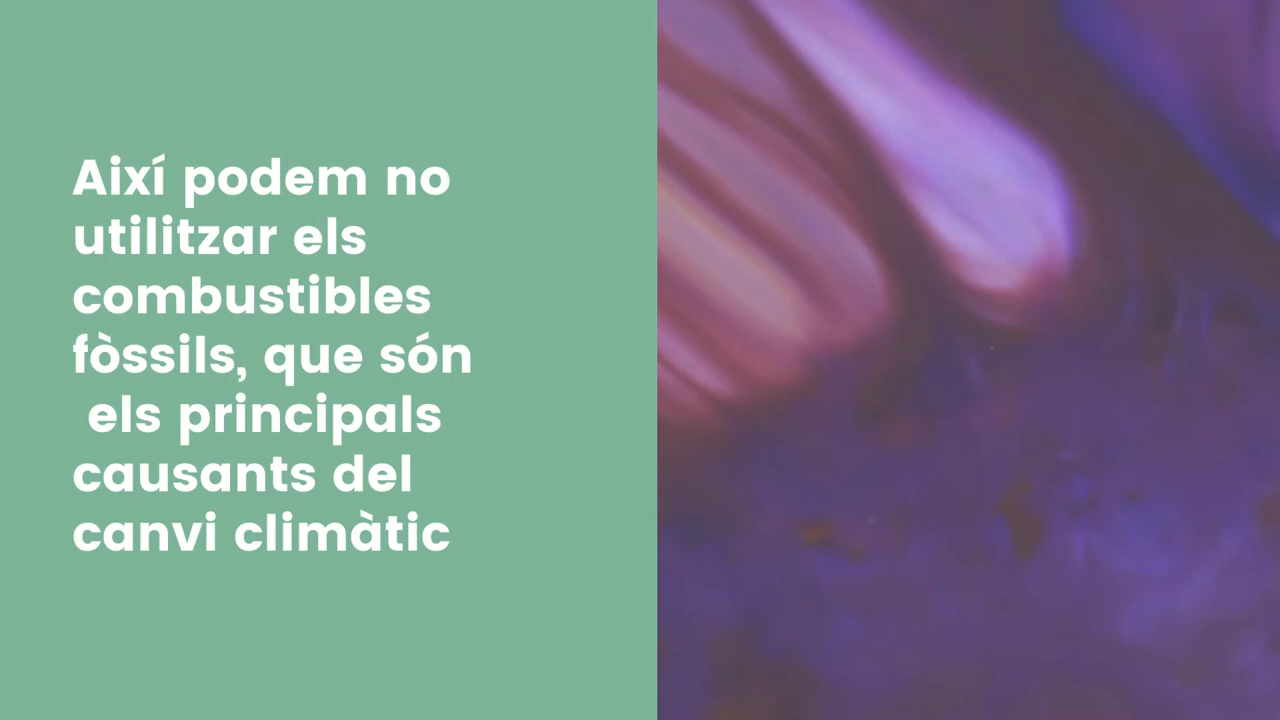 Així podem no
utilitzar els
combustibles
fòssils, que són
els principals
causants del
canvi climàtic